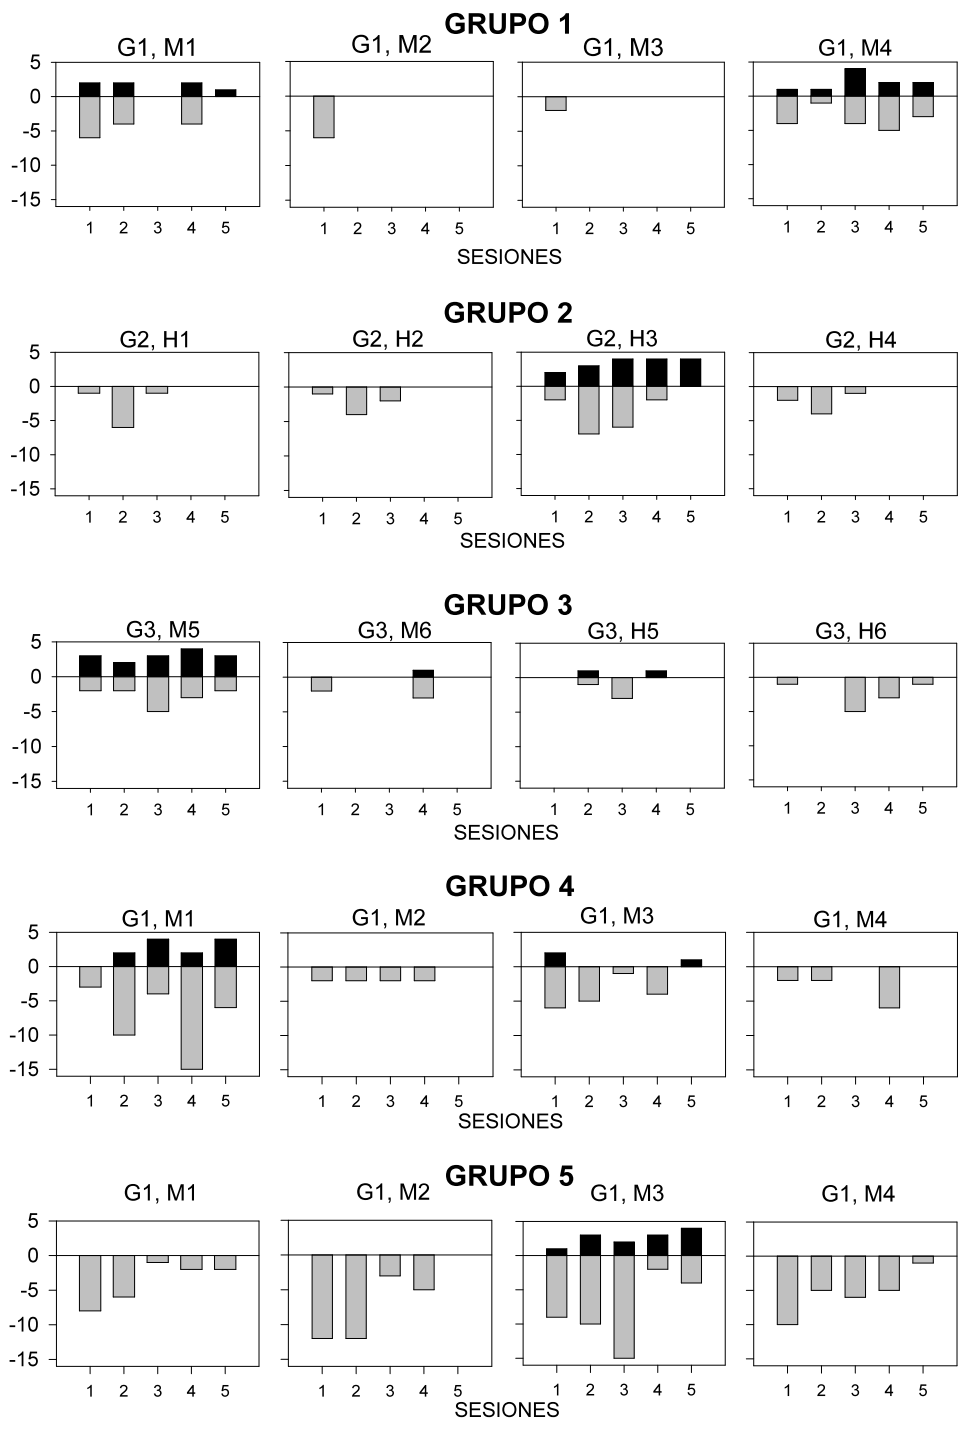 GRUPO 1
G1, M1 G1, M2 G1, M3 G1, M4
5
0
-5
-10
-15
1 2 3 4 5 1 2 3 4 5 1 2 3 4 5 1 2 3 4 5
SESIONES
GRUPO 2
G2, H1 G2, H2 G2, H3 G2, H4
5
0
-5
-10
-15
1 2 3 4 5 1 2 3 4 5 1 2 3 4 5 1 2 3 4 5
SESIONES
GRUPO 3
G3, M5 G3, M6 G3, H5 G3, H6
5
0
-5
-10
-15
1 2 3 4 5 1 2 3 4 5 1 2 3 4 5 1 2 3 4 5
SESIONES
GRUPO 4
G1, M1 G1, M2 G1, M3 G1, M4
5
0
-5
-10
-15
1 2 3 4 5 1 2 3 4 5 1 2 3 4 5 1 2 3 4 5
SESIONES
GRUPO 5
G1, M1 G1, M2 G1, M3 G1, M4
5
0
-5
-10
-15
1 2 3 4 5 1 2 3 4 5 1 2 3 4 5 1 2 3 4 5
SESIONES